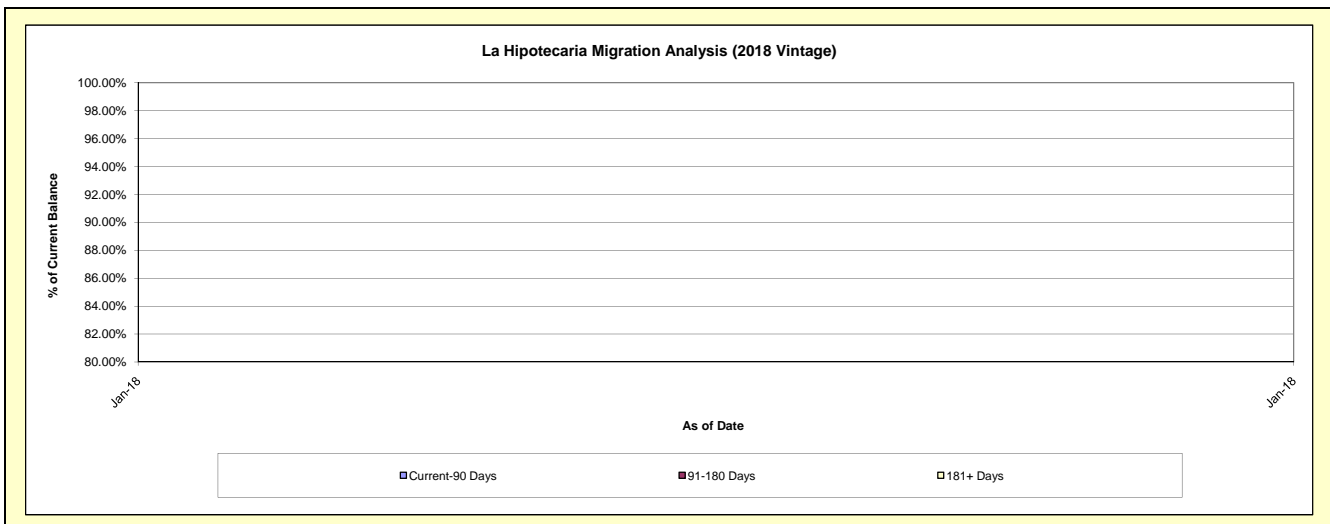 La Hipotecaria Migration Analysis (2018 Vintage)
100.00%
98.00%
96.00%
94.00%
92.00%
90.00%
88.00%
86.00%
84.00%
82.00%
80.00%
% of Current Balance
Jan-18
Jan-18
As of Date
Current-90 Days
91-180 Days
181+ Days